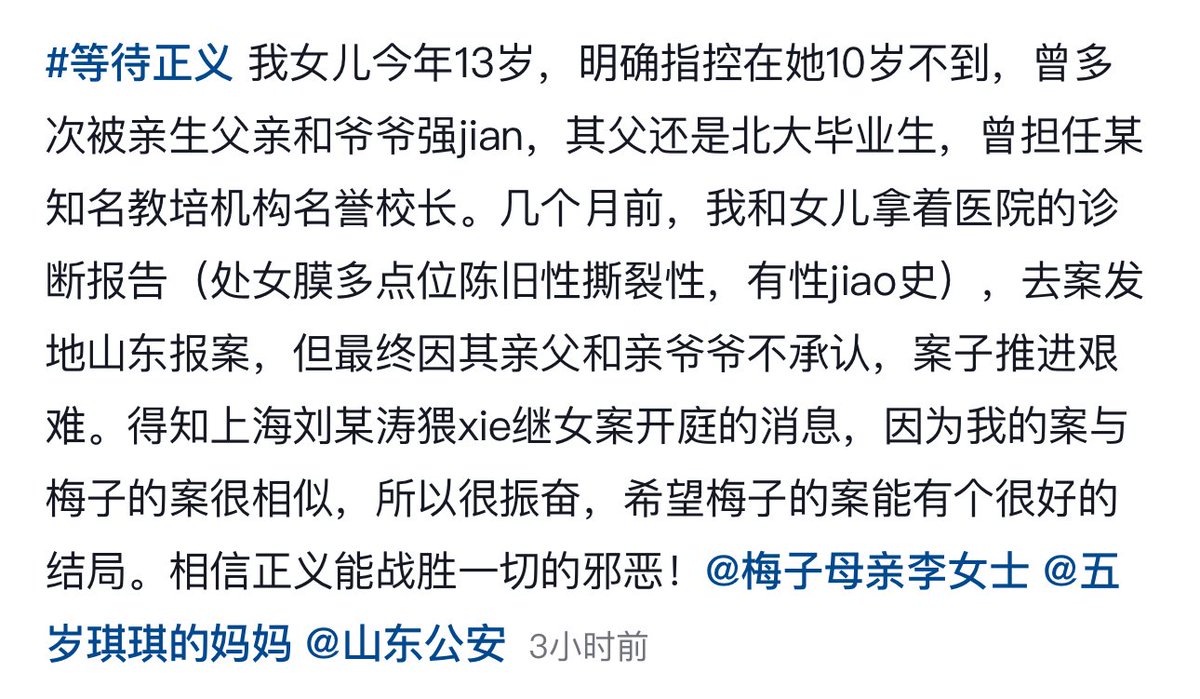 #等待正义 我女儿今年13岁，明确指控在她10岁不到，曾多
次被亲生父亲和爷爷强jian，其父还是北大毕业生，曾担任某
知名教培机构名誉校长。几个月前，我和女儿拿着医院的诊
断报告（处女膜多点位陈旧性撕裂性，有性jiao史），去案发
地山东报案，但最终因其亲父和亲爷爷不承认，案子推进艰
难。得知上海刘某涛猥xie继女案开庭的消息，因为我的案与
梅子的案很相似，所以很振奋，希望梅子的案能有个很好的
结局。相信正义能战胜一切的邪恶！@梅子母亲李女士 @五
岁琪琪的妈妈 @山东公安 3小时前